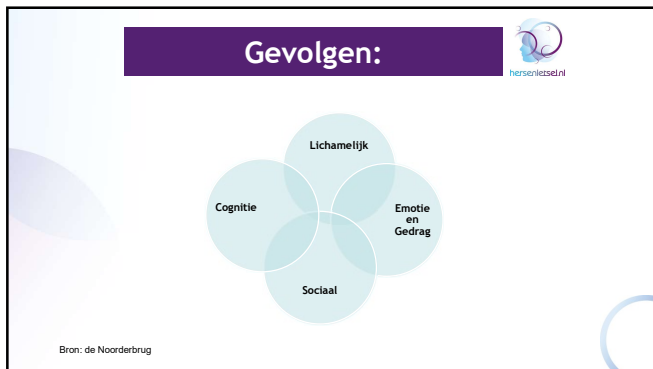 Gevolgen:
hersenletsel.nl
Lichamelijk
Cognitie
Emotie
en
Gedrag
Sociaal
Bron: de Noorderbrug